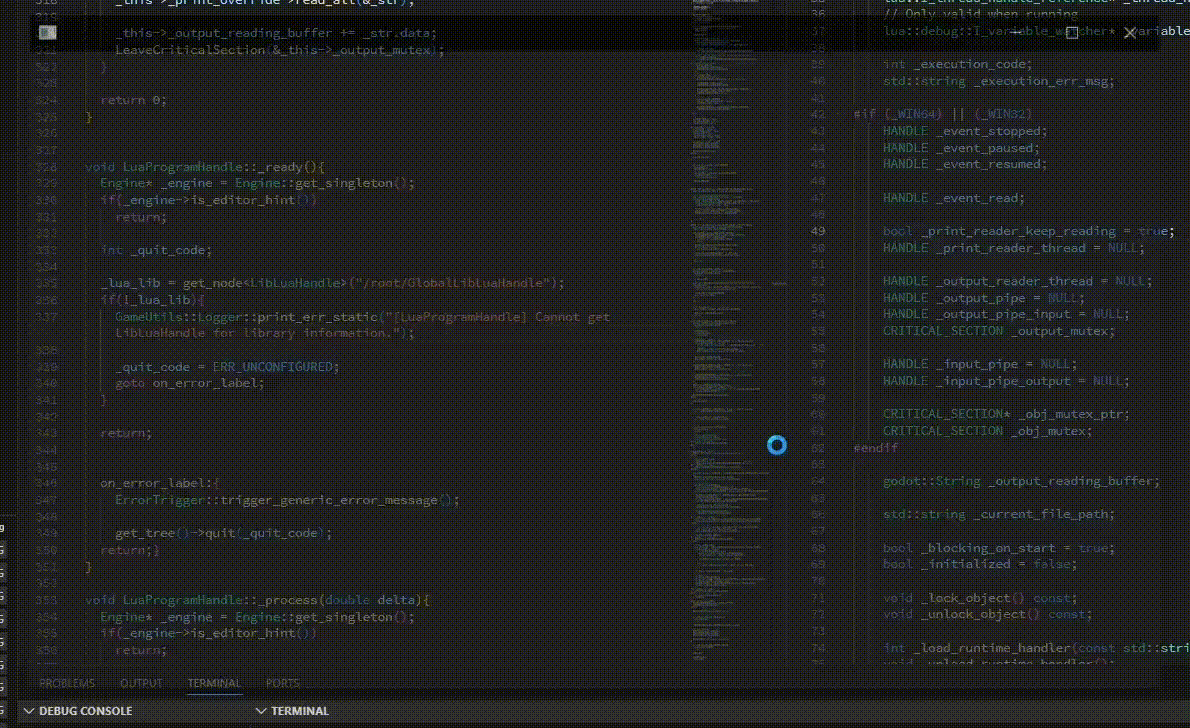 _this->_print_override->read_all(&_str);
319
_this->_output_reading_buffer += _str.data;
321 LeaveCriticalSection(&_this->_output_mutex);
322 }
323
324 return 0;
325 }
326
327
328 void LuaProgramHandle::_ready(){
329 Engine* _engine = Engine::get_singleton();
330 if(_engine->is_editor_hint())
331 return;
332
333 int _quit_code;
334
335 _lua_lib = get_node<LibLuaHandle>("/root/GlobalLibLuaHandle");
336 if(!_lua_lib){
337 GameUtils::Logger::print_err_static("[LuaProgramHandle] Cannot get
LibLuaHandle for library information.");
338
339 _quit_code = ERR_UNCONFIGURED;
340 goto on_error_label;
341 }
342
343 return;
344
345
346 on_error_label:{
347 ErrorTrigger::trigger_generic_error_message();
348
349 get_tree()->quit(_quit_code);
350 return;}
351 }
352
353 void LuaProgramHandle::_process(double delta){
354 Engine* _engine = Engine::get_singleton();
355 if(_engine->is_editor_hint())
356 return;
36 // Only valid when running
37 lua::debug::I_variable_watcher*
39 int _execution_code;
40 std::string _execution_err_msg;
41
42 #if (_WIN64) || (_WIN32)
43 HANDLE _event_stopped;
44 HANDLE _event_paused;
45 HANDLE _event_resumed;
46
47 HANDLE _event_read;
48
49 bool _print_reader_keep_reading = true;
50 HANDLE _print_reader_thread = NULL;
51
52 HANDLE _output_reader_thread = NULL;
53 HANDLE _output_pipe = NULL;
54 HANDLE _output_pipe_input = NULL;
55 CRITICAL_SECTION _output_mutex;
56
57 HANDLE _input_pipe = NULL;
58 HANDLE _input_pipe_output = NULL;
59
60 CRITICAL_SECTION* _obj_mutex_ptr;
61 CRITICAL_SECTION _obj_mutex;
62 #endif
63
64 godot::String _output_reading_buffer;
65
66 std::string _current_file_path;
67
68 bool _blocking_on_start = true;
69 bool _initialized = false;
70
71 void _lock_object() const;
72 void _unlock_object() const;
73
74 int _load_runtime_handler(const std::stri
75 void _unload_runtime_handler();
PROBLEMS OUTPUT TERMINAL PORTS
DEBUG CONSOLE TERMINAL